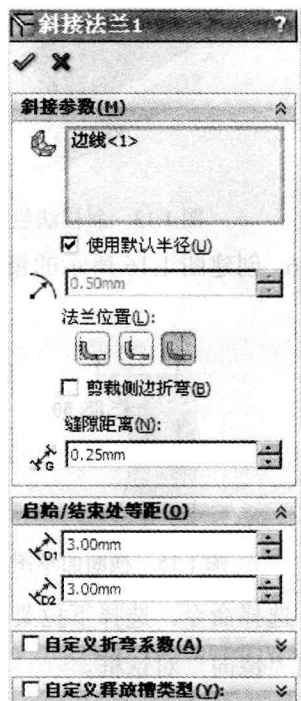 斜接法兰1
?
斜接参数(M)
边线<1>
使用默认半径(U)
0.50mm
法兰位置(L):
剪裁侧边折弯(B)
缝隙距离(N):
G
0.25mm
启始/结束处等距(O)
D1
3.00mm
D2
3.00mm
自定义折弯系数(A)
自定义释放槽类型(Y):